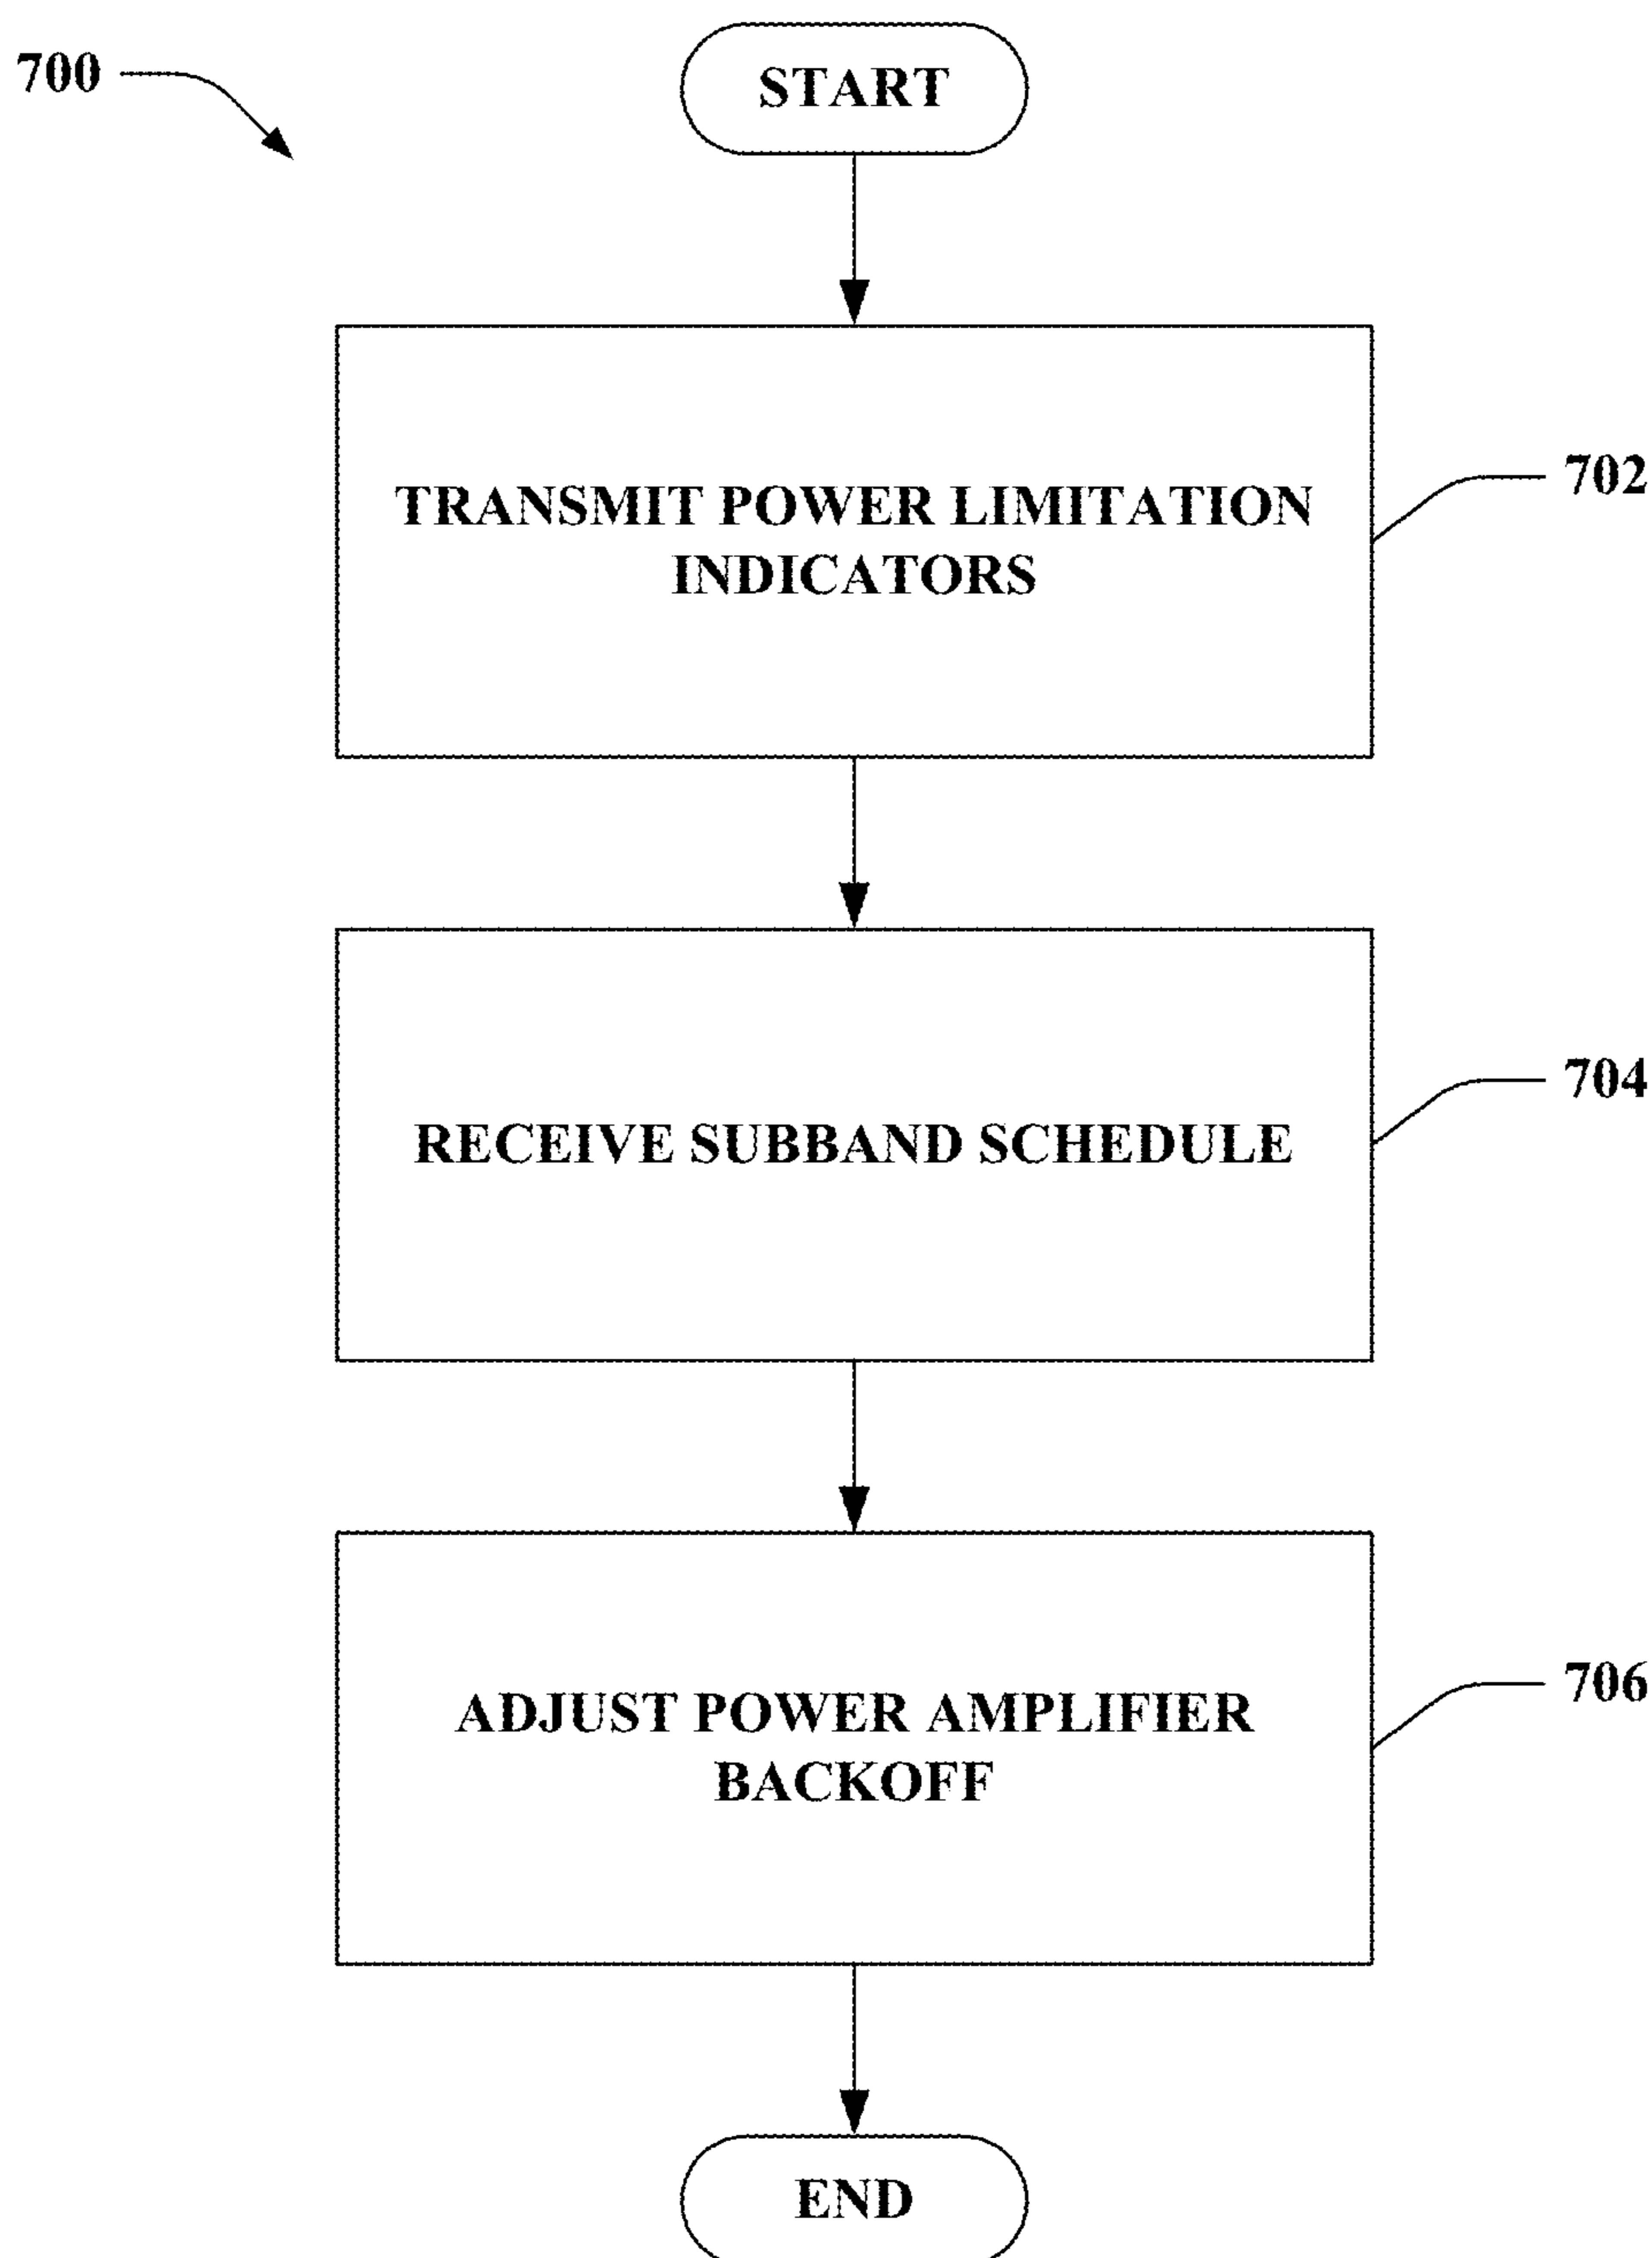 700
START
TRANSMIT POWER LIMITATION
INDICATORS
702
RECEIVE SUBBAND SCHEDULE
704
ADJUST POWER AMPLIFIER
BACKOFF
706
END